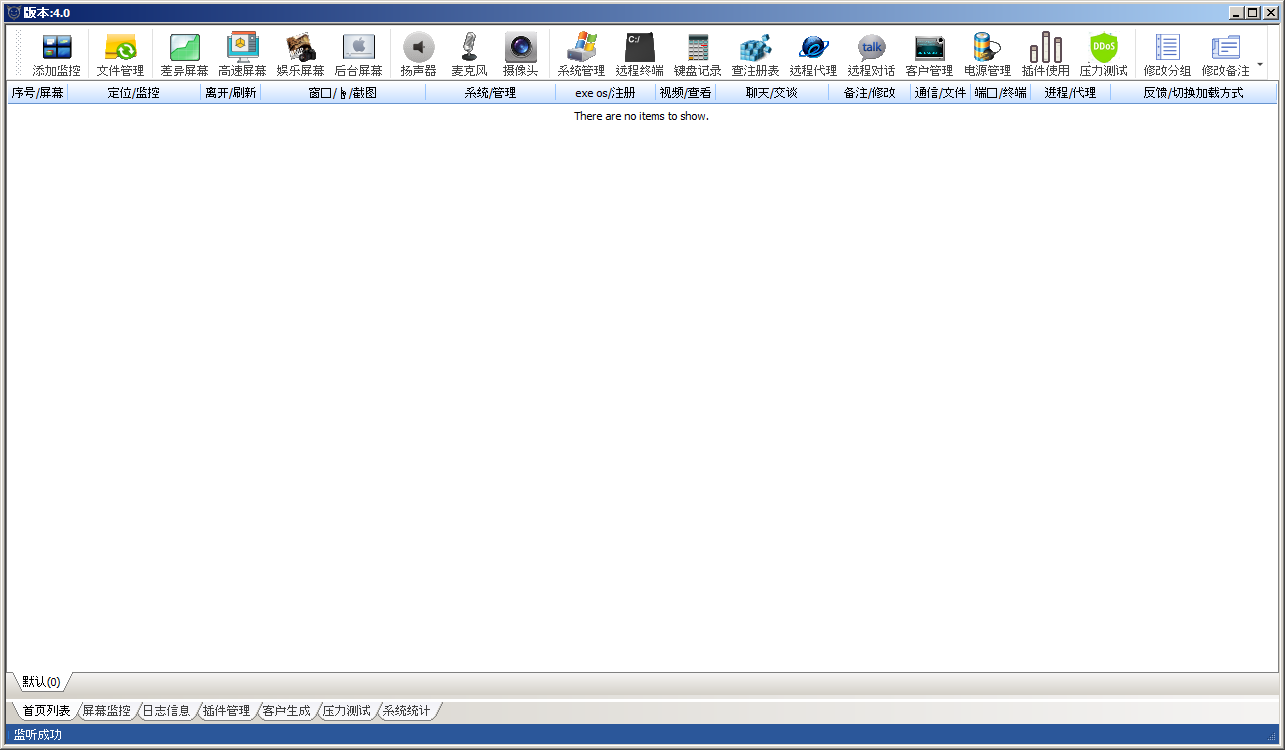 版本:4.0
C:/
talk
DDoS
添加监控 文件管理 差异屏幕 高速屏幕 娱乐屏幕 后台屏幕 扬声器 麦克风 摄像头 系统管理 远程终端 键盘记录 查注册表 远程代理 远程对话 客户管理 电源管理 插件使用 压力测试 修改分组 修改备注
序号/屏幕 定位/监控 离开/刷新 窗口/ /截图 系统/管理 exe os/注册 视频/查看 聊天/交谈 备注/修改 通信/文件 端口/终端 进程/代理 反馈/切换加载方式
There are no items to show.
默认(0)
首页列表 屏幕监控 日志信息 插件管理 客户生成 压力测试 系统统计
监听成功